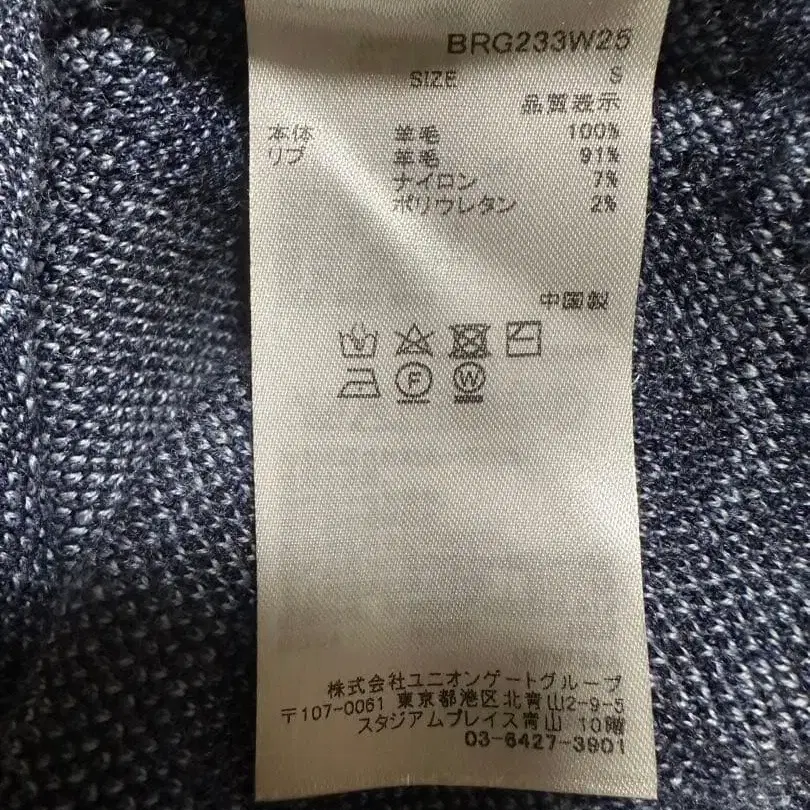 BRG233W25
SIZE S
品質表示
本体 羊毛 100%
リブ 羊毛 91%
ナイロン 7%
ポリウレタン 2%
中国製
F W
株式会社ユニオンゲートグループ
〒107-0061 東京都港区北青山2-9-5
スタジアムプレイス青山 10階
03-6427-3901